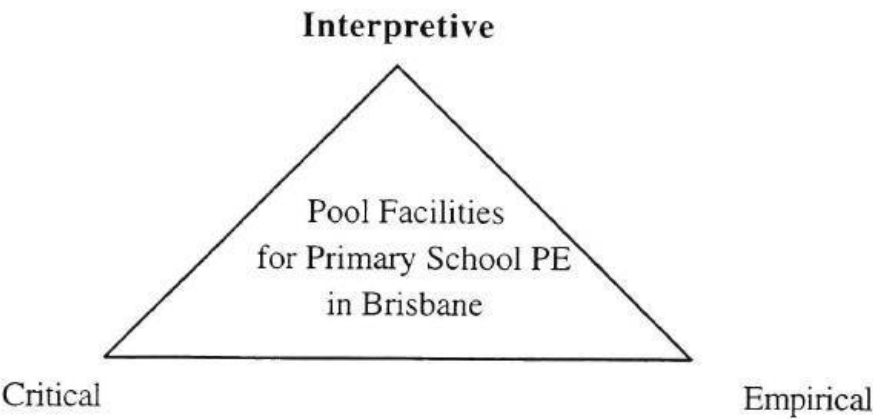 Interpretive
Pool Facilities
for Primary School PE
in Brisbane
Critical
Empirical